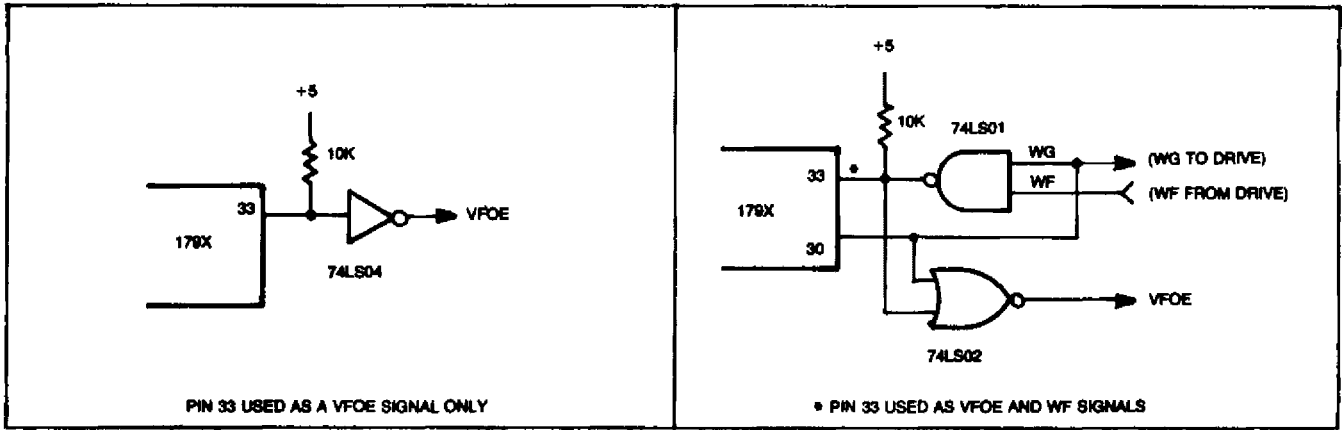 +5
10K
33
179X
VFOE
74LS04
PIN 33 USED AS A VFOE SIGNAL ONLY
+5
10K
74LS01
33
*
WG
(WG TO DRIVE)
WF
(WF FROM DRIVE)
179X
30
VFOE
74LS02
* PIN 33 USED AS VFOE AND WF SIGNALS